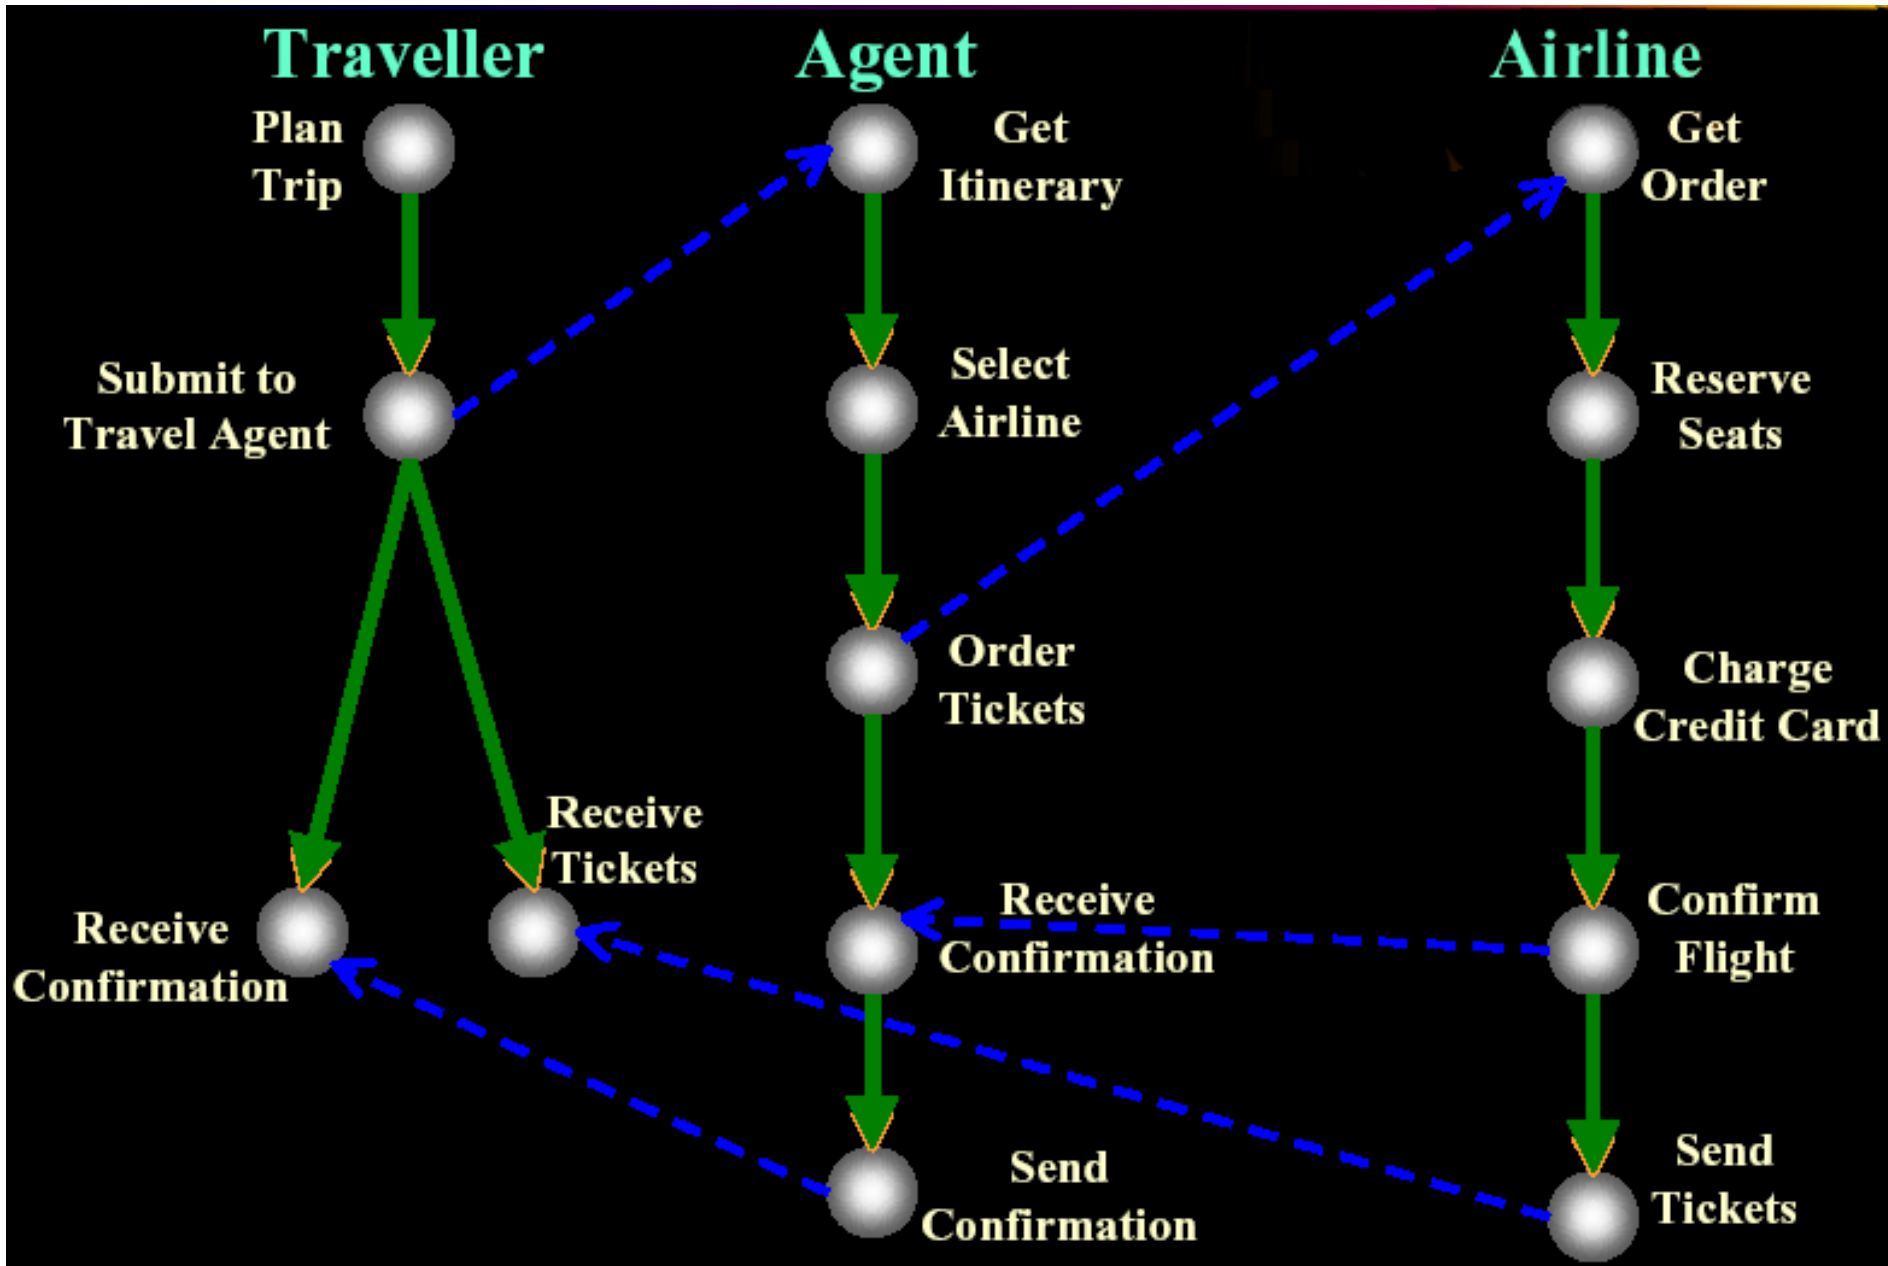 Traveller
Plan
Trip
Submit to
Travel Agent
Receive
Tickets
Receive
Confirmation
Agent
Get
Itinerary
Select
Airline
Order
Tickets
Receive
Confirmation
Send
Confirmation
Airline
Get
Order
Reserve
Seats
Charge
Credit Card
Confirm
Flight
Send
Tickets